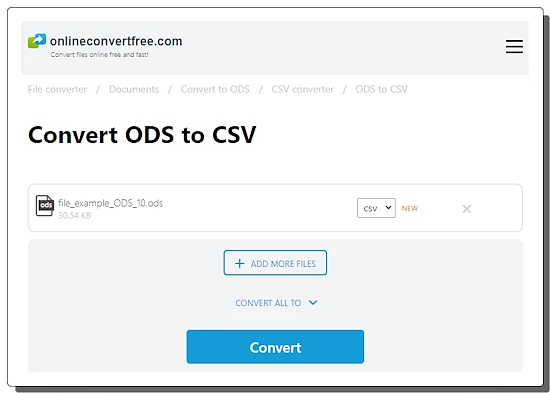 onlineconvertfree.com
Convert files online free and fast!
File converter / Documents / Convert to ODS / CSV converter / ODS to CSV
Convert ODS to CSV
ods
file_example_ODS_10.ods
30.54 KB
CSV NEW
+ ADD MORE FILES
CONVERT ALL TO
Convert